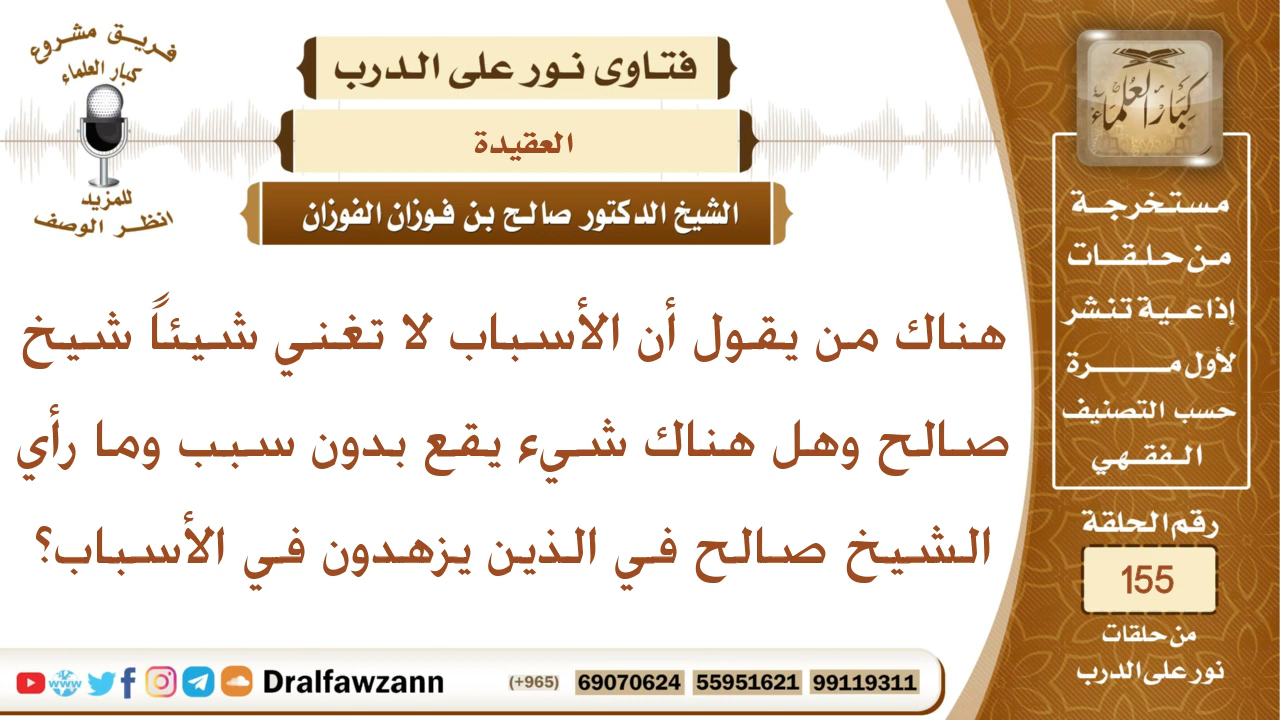 فريق مشروع
كبار العلماء
للمزيد
انظر الوصف
فتاوى نور على الدرب
العقيدة
الشيخ الدكتور صالح بن فوزان الفوزان
هناك من يقول أن الأسباب لا تغني شيئاً شيخ
صالح وهل هناك شيء يقع بدون سبب وما رأي
الشيخ صالح في الذين يزهدون في الأسباب؟
كبار العلماء
مستخرجة
من حلقات
إذاعية تنشر
لأول مرة
حسب التصنيف
الفقهي
رقم الحلقة
155
من حلقات
نور على الدرب
www
Dralfawzann (+965) 69070624 55951621 99119311